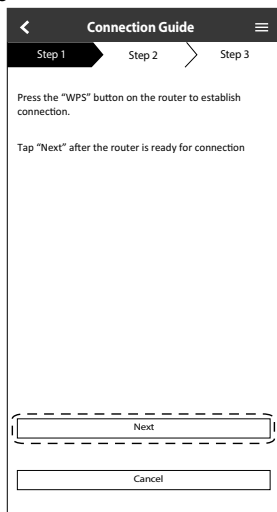 Connection Guide
Step 1
Step 2
Step 3
Press the “WPS” button on the router to establish
connection.
Tap “Next” after the router is ready for connection
Next
Cancel